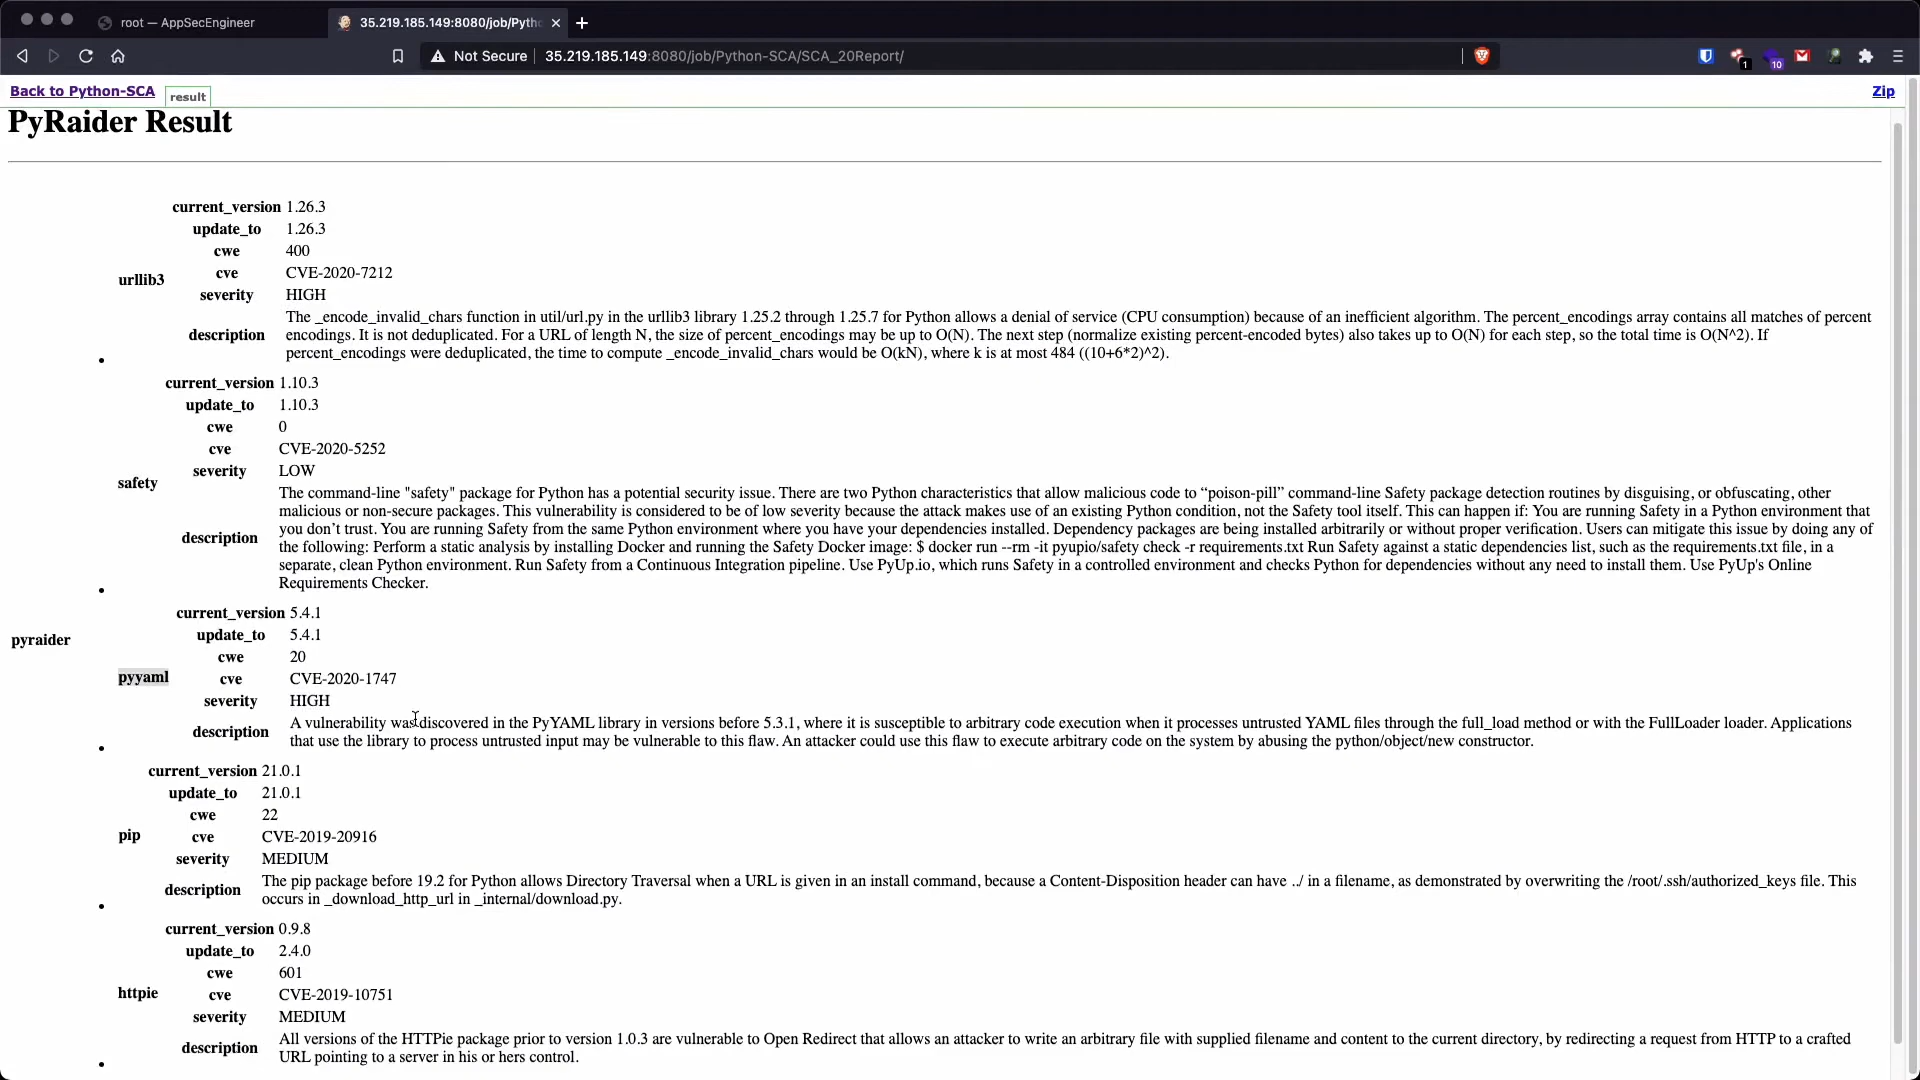 root — AppSecEngineer
35.219.185.149:8080/job/Pyth
Not Secure
35.219.185.149:8080/job/Python-SCA/SCA_20Report/
1
10
Back to Python-SCA
result
Zip
PyRaider Result
pyraider
urllib3
current_version 1.26.3
update_to 1.26.3
cwe 400
cve CVE-2020-7212
severity HIGH
description
The _encode_invalid_chars function in util/url.py in the urllib3 library 1.25.2 through 1.25.7 for Python allows a denial of service (CPU consumption) because of an inefficient algorithm. The percent_encodings array contains all matches of percent
encodings. It is not deduplicated. For a URL of length N, the size of percent_encodings may be up to O(N). The next step (normalize existing percent-encoded bytes) also takes up to O(N) for each step, so the total time is O(N^2). If
percent_encodings were deduplicated, the time to compute _encode_invalid_chars would be O(kN), where k is at most 484 ((10+6*2)^2).
safety
current_version 1.10.3
update_to 1.10.3
cwe 0
cve CVE-2020-5252
severity LOW
description
The command-line "safety" package for Python has a potential security issue. There are two Python characteristics that allow malicious code to “poison-pill” command-line Safety package detection routines by disguising, or obfuscating, other
malicious or non-secure packages. This vulnerability is considered to be of low severity because the attack makes use of an existing Python condition, not the Safety tool itself. This can happen if: You are running Safety in a Python environment that
you don’t trust. You are running Safety from the same Python environment where you have your dependencies installed. Dependency packages are being installed arbitrarily or without proper verification. Users can mitigate this issue by doing any of
the following: Perform a static analysis by installing Docker and running the Safety Docker image: $ docker run --rm -it pyupio/safety check -r requirements.txt Run Safety against a static dependencies list, such as the requirements.txt file, in a
separate, clean Python environment. Run Safety from a Continuous Integration pipeline. Use PyUp.io, which runs Safety in a controlled environment and checks Python for dependencies without any need to install them. Use PyUp's Online
Requirements Checker.
pyyaml
current_version 5.4.1
update_to 5.4.1
cwe 20
cve CVE-2020-1747
severity HIGH
description
A vulnerability was discovered in the PyYAML library in versions before 5.3.1, where it is susceptible to arbitrary code execution when it processes untrusted YAML files through the full_load method or with the FullLoader loader. Applications
that use the library to process untrusted input may be vulnerable to this flaw. An attacker could use this flaw to execute arbitrary code on the system by abusing the python/object/new constructor.
pip
current_version 21.0.1
update_to 21.0.1
cwe 22
cve CVE-2019-20916
severity MEDIUM
description
The pip package before 19.2 for Python allows Directory Traversal when a URL is given in an install command, because a Content-Disposition header can have ../ in a filename, as demonstrated by overwriting the /root/.ssh/authorized_keys file. This
occurs in _download_http_url in _internal/download.py.
httpie
current_version 0.9.8
update_to 2.4.0
cwe 601
cve CVE-2019-10751
severity MEDIUM
description
All versions of the HTTPie package prior to version 1.0.3 are vulnerable to Open Redirect that allows an attacker to write an arbitrary file with supplied filename and content to the current directory, by redirecting a request from HTTP to a crafted
URL pointing to a server in his or hers control.